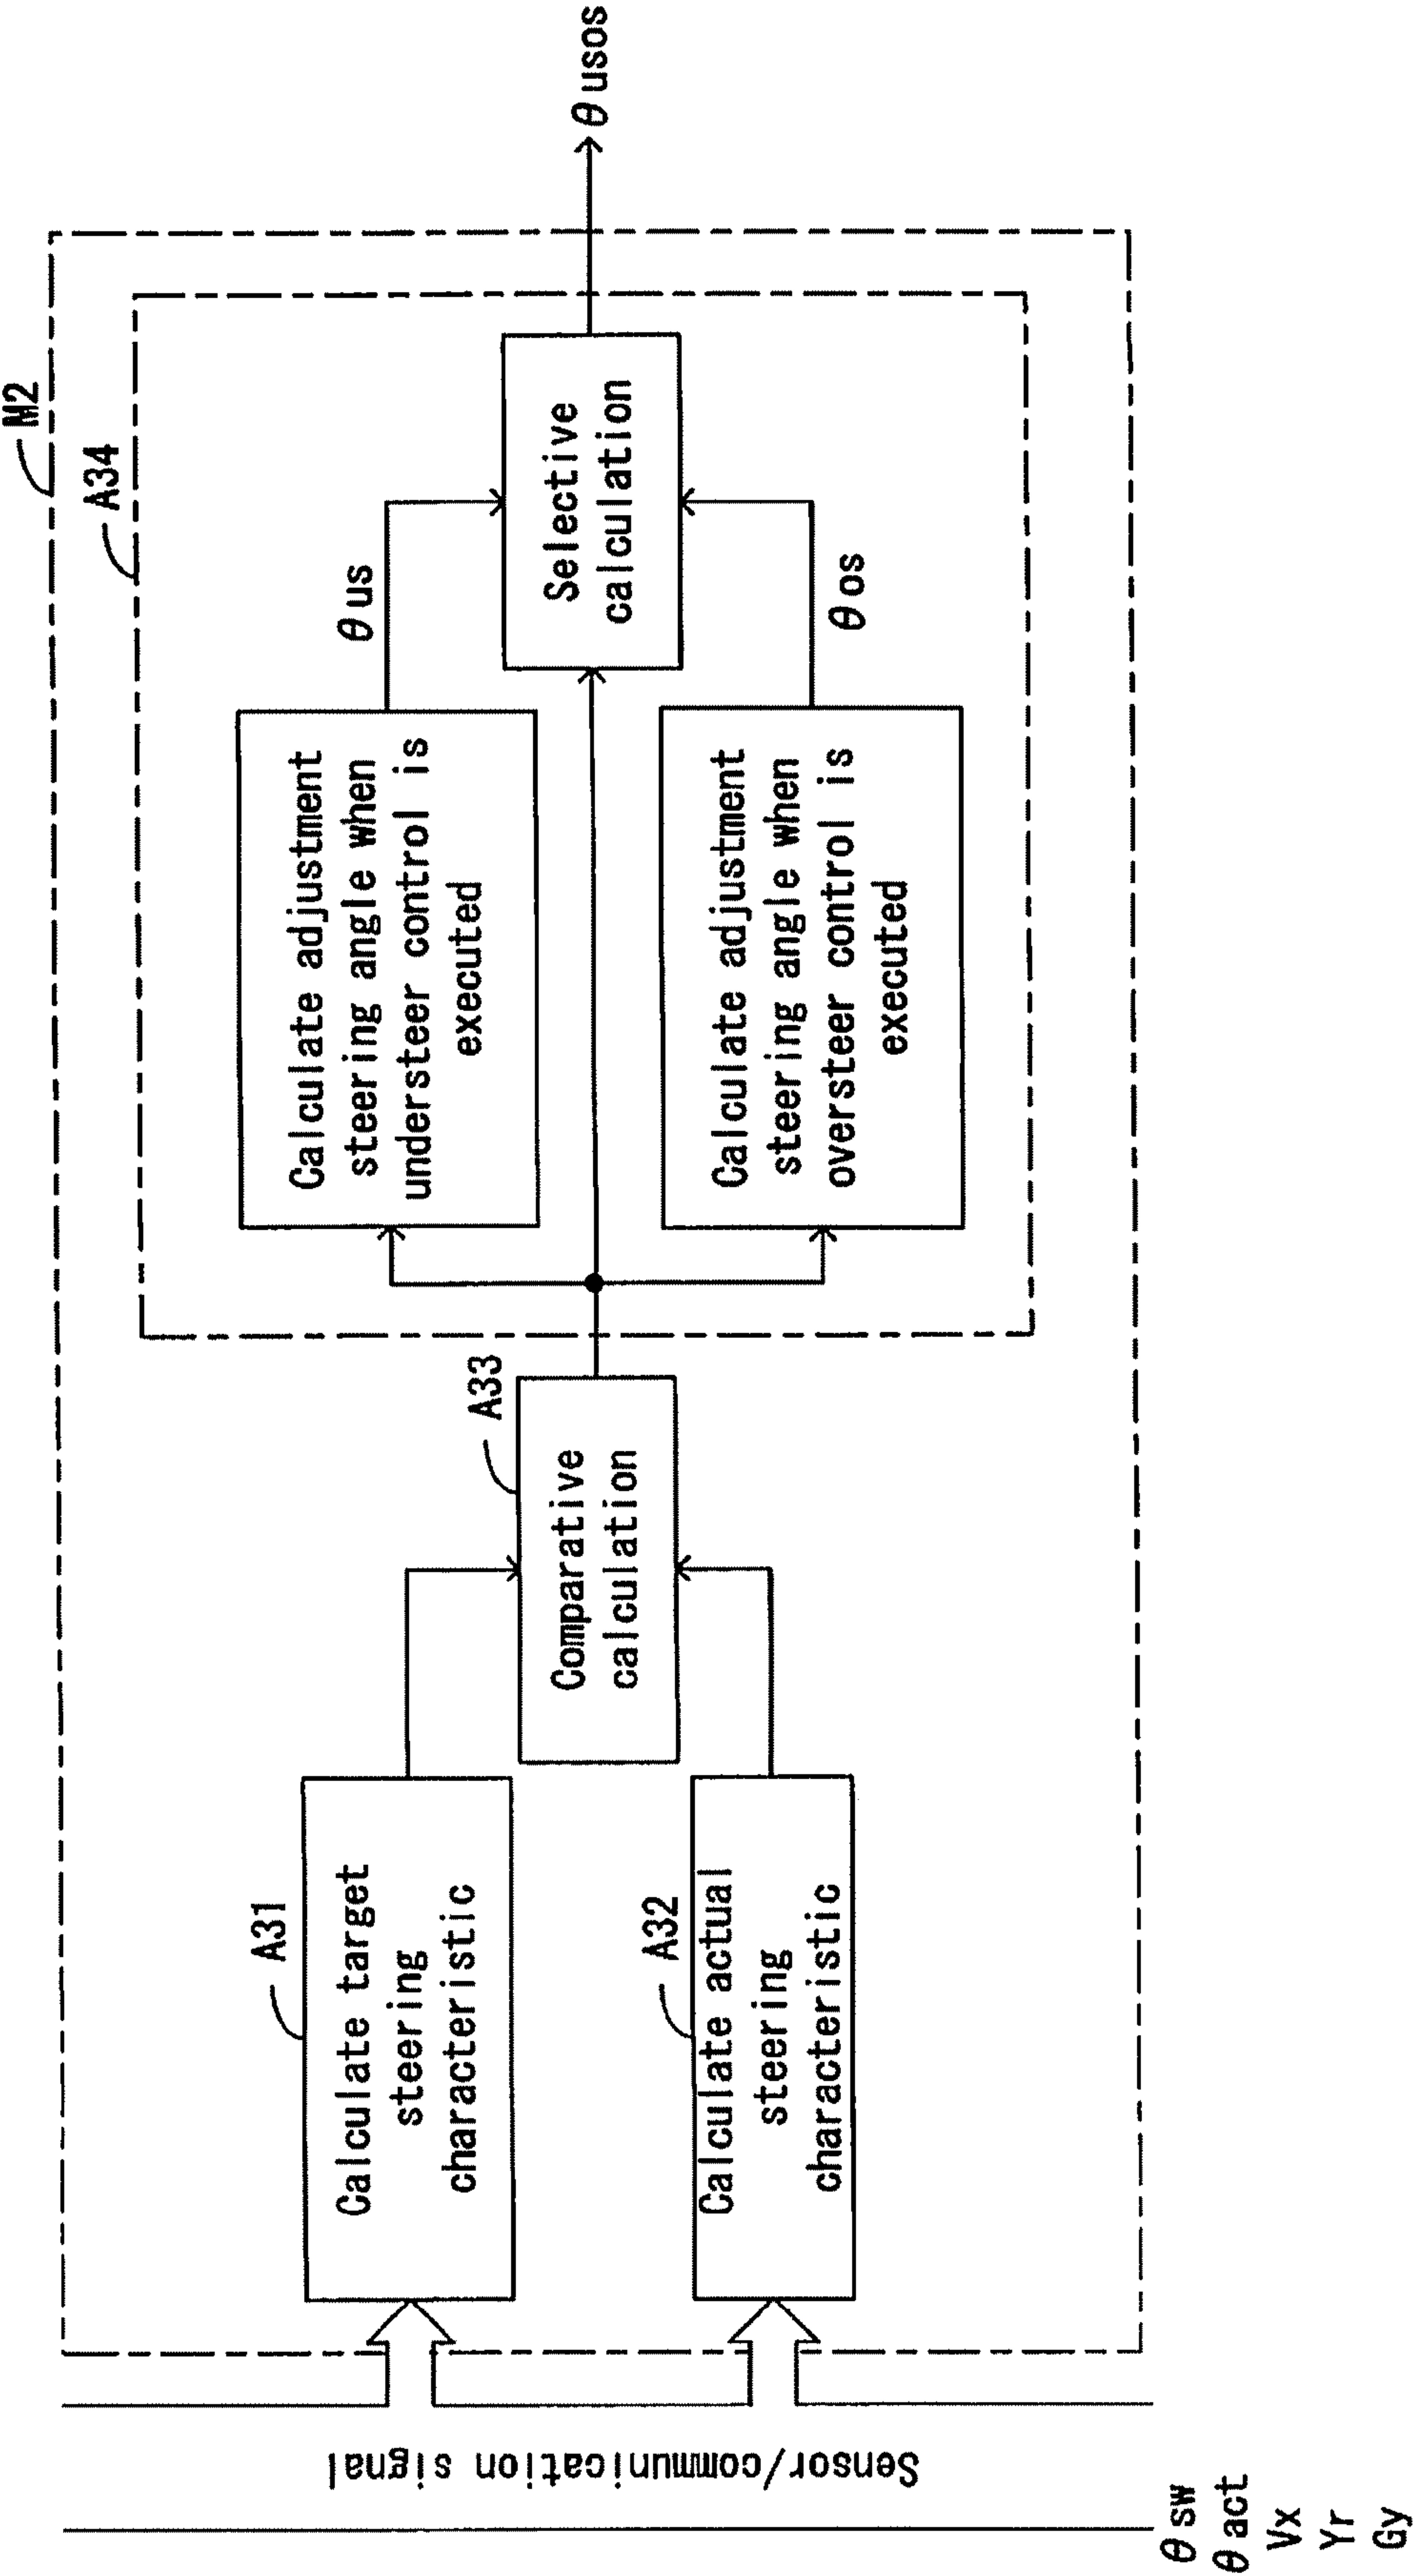 M2
A34
θus
Calculate adjustment
steering angle when
understeer control is
executed
Selective
calculation
θusos
θos
Calculate adjustment
steering angle when
oversteer control is
executed
A33
Comparative
calculation
A31
Calculate target
steering
characteristic
A32
Calculate actual
steering
characteristic
Sensor/communication signal
θsw
θact
Vx
Yr
Gy